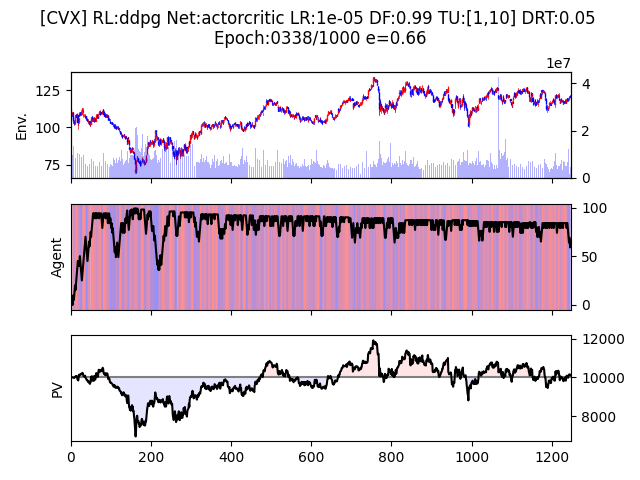 [CVX] RL:ddpg Net:actorcritic LR:1e-05 DF:0.99 TU:[1,10] DRT:0.05
Epoch:0338/1000 e=0.66
1e7
125
100
75
Env.
4
2
0
Agent
100
50
0
PV
12000
10000
8000
0 200 400 600 800 1000 1200